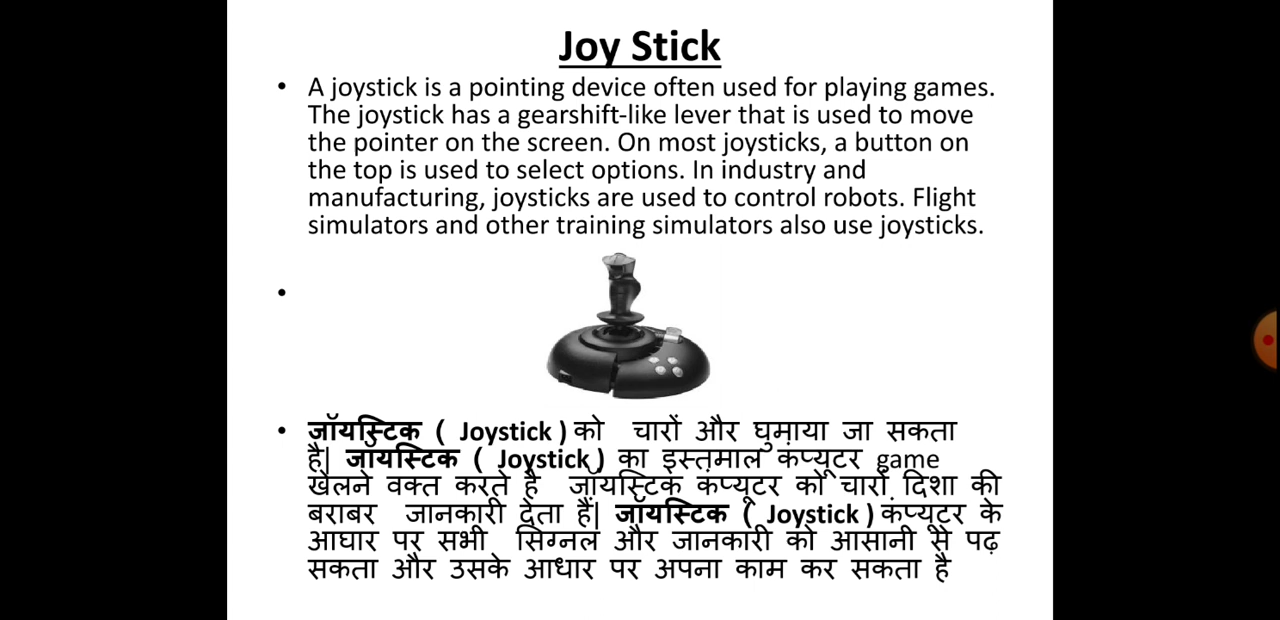 Joy Stick
• A joystick is a pointing device often used for playing games.
The joystick has a gearshift-like lever that is used to move
the pointer on the screen. On most joysticks, a button on
the top is used to select options. In industry and
manufacturing, joysticks are used to control robots. Flight
simulators and other training simulators also use joysticks.
•
• जॉयस्टिक ( Joystick ) को चारों और घुमाया जा सकता
है| जॉयस्टिक ( Joystick ) का इस्तमाल कंप्यूटर game
खेलने वक्त करते है जॉयस्टिक कंप्यूटर को चारों दिशा की
बराबर जानकारी देता हैं| जॉयस्टिक ( Joystick ) कंप्यूटर के
आघार पर सभी सिग्नल और जानकारी को आसानी से पढ़
सकता और उसके आधार पर अपना काम कर सकता है